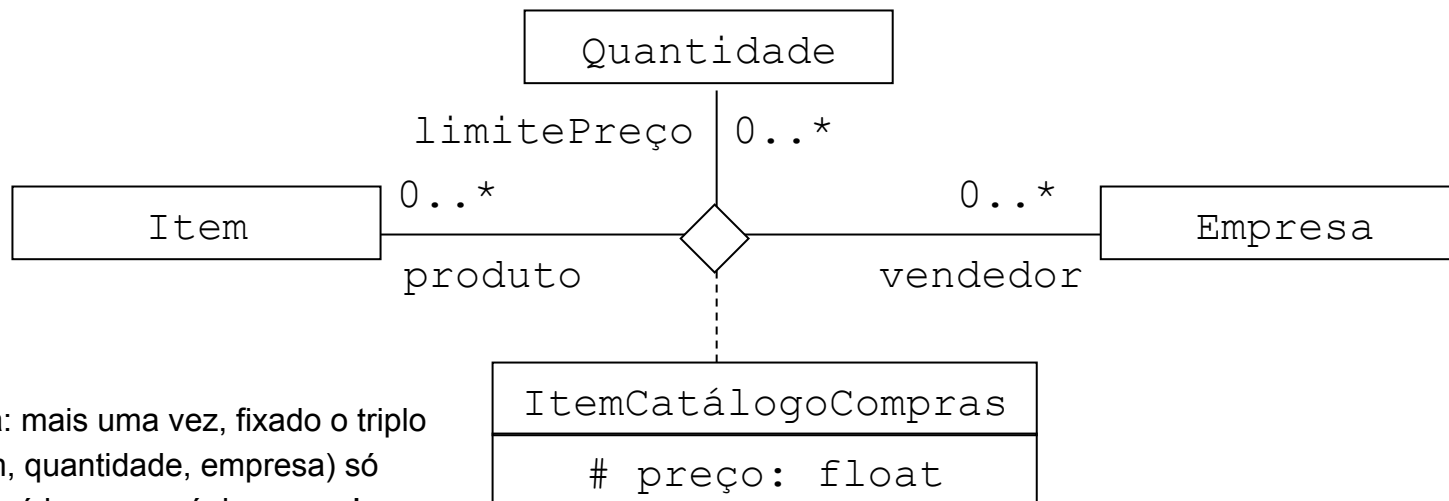 Quantidade
limitePreço 0..*
0..* 0..*
Item Empresa
produto vendedor
ItemCatálogoCompras
: mais uma vez, fixado o triplo
, quantidade, empresa) só
# preço: float